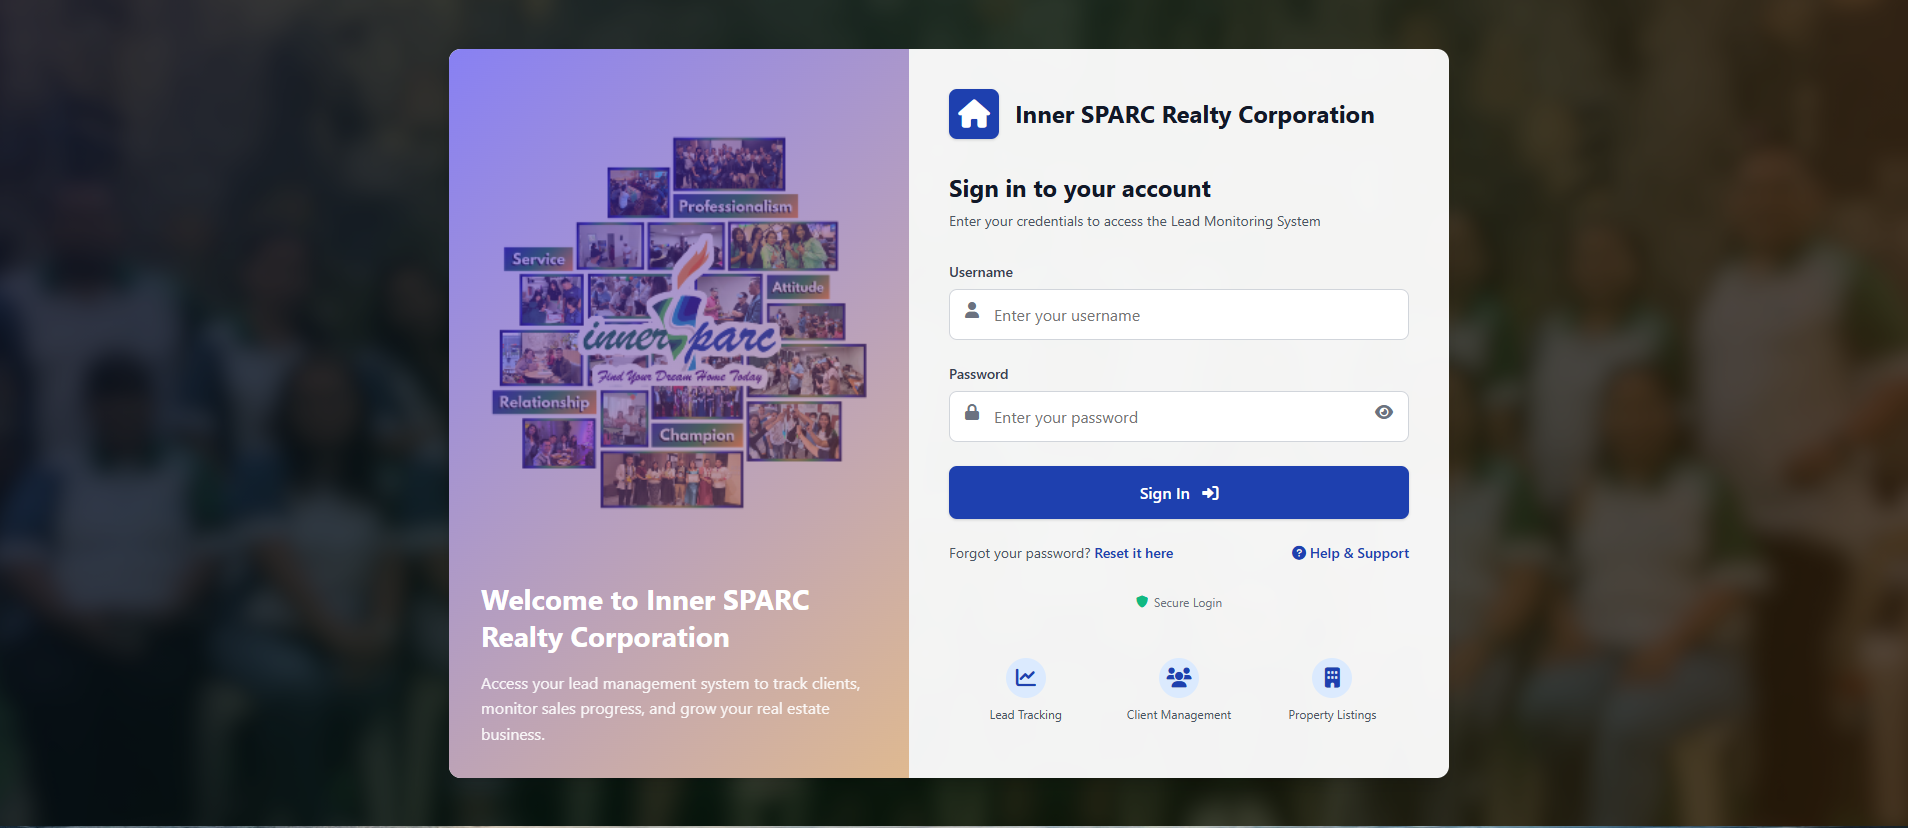 Professionalism
Service
Attitude
inner sparc
Find Your Dream Home Today
Relationship
Champion
Welcome to Inner SPARC
Realty Corporation
Access your lead management system to track clients,
monitor sales progress, and grow your real estate
business.
Inner SPARC Realty Corporation
Sign in to your account
Enter your credentials to access the Lead Monitoring System
Username
Enter your username
Password
Enter your password
Sign In
Forgot your password? Reset it here
Help & Support
Secure Login
Lead Tracking
Client Management
Property Listings